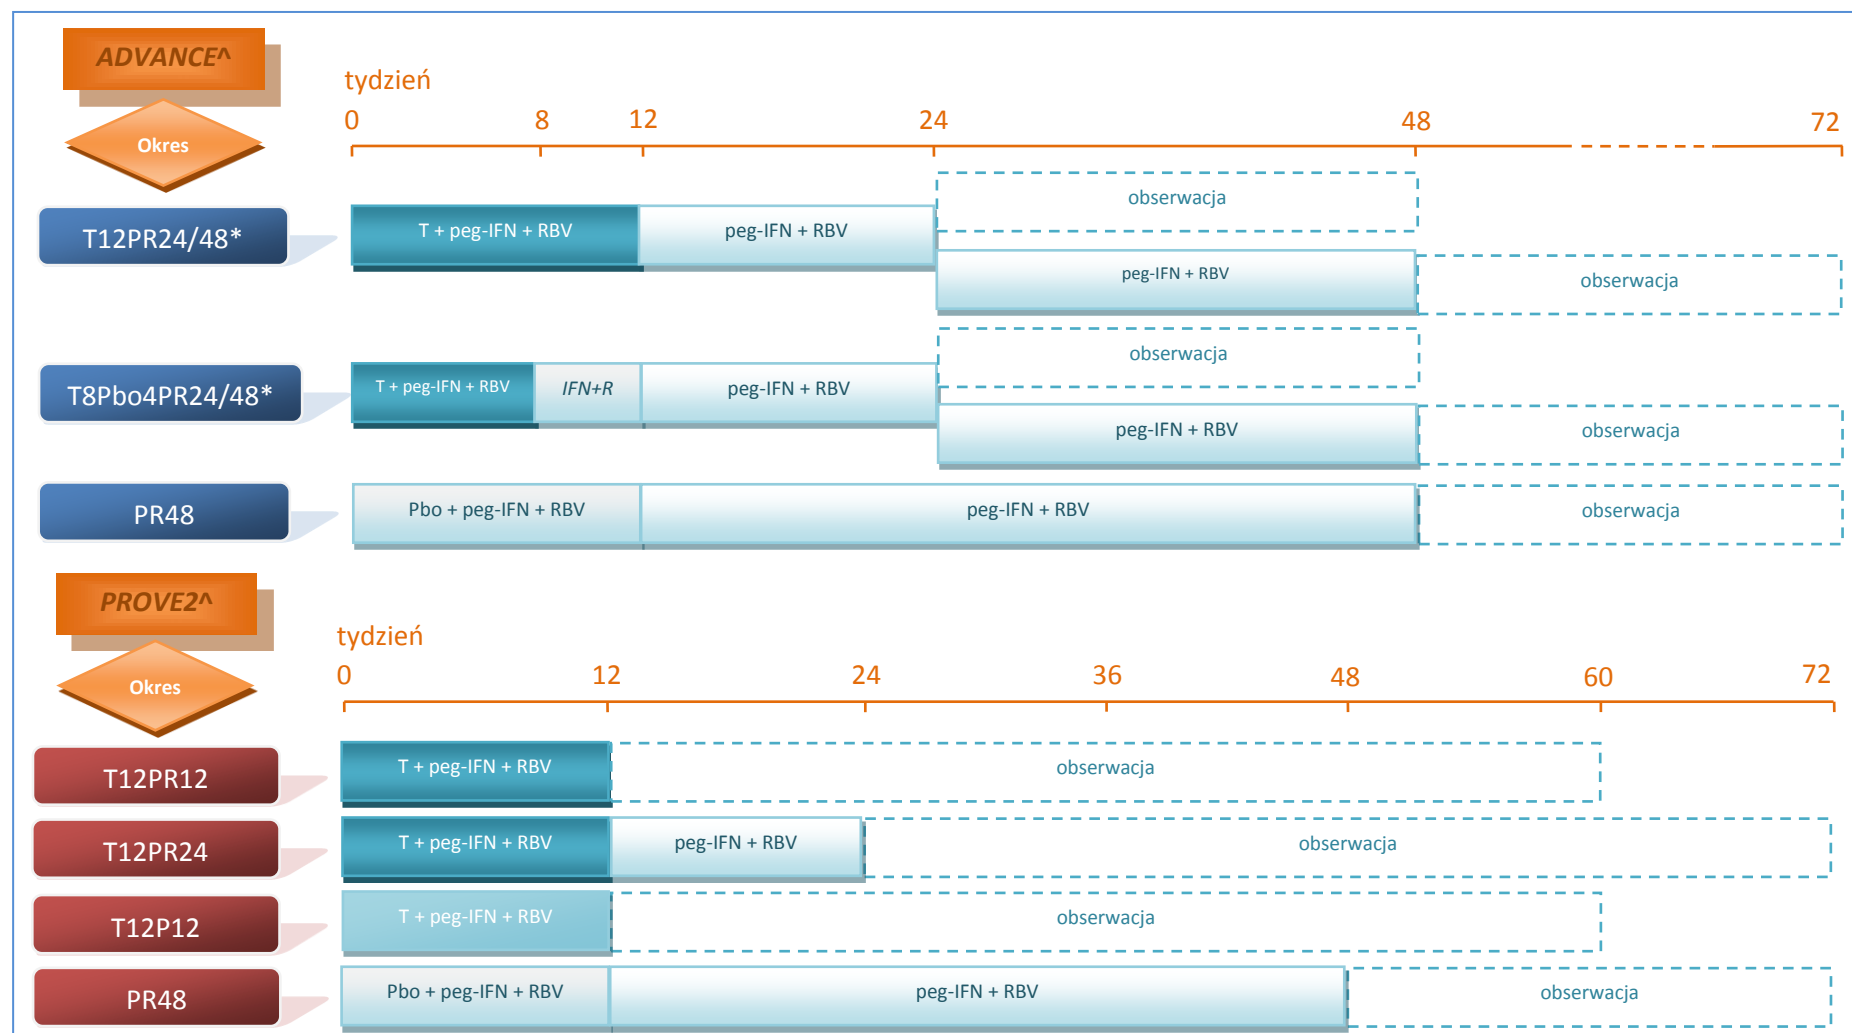 ADVANCE^
tydzień
Okres
0 8 12 24 48 72
obserwacja
T12PR24/48*
T + peg-IFN + RBV
peg-IFN + RBV
peg-IFN + RBV
obserwacja
obserwacja
T8Pbo4PR24/48*
T + peg-IFN + RBV
IFN+R
peg-IFN + RBV
peg-IFN + RBV
obserwacja
PR48
Pbo + peg-IFN + RBV
peg-IFN + RBV
obserwacja
PROVE2^
tydzień
Okres
0 12 24 36 48 60 72
T12PR12
T + peg-IFN + RBV
obserwacja
T12PR24
T + peg-IFN + RBV
peg-IFN + RBV
obserwacja
T12P12
T + peg-IFN + RBV
obserwacja
PR48
Pbo + peg-IFN + RBV
peg-IFN + RBV
obserwacja